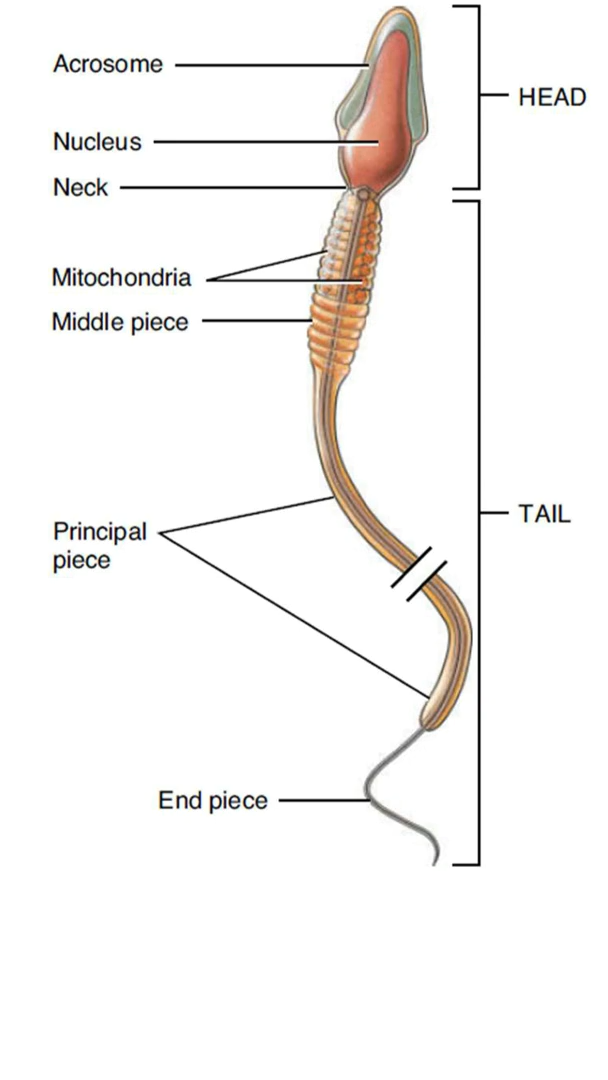 Acrosome
HEAD
Nucleus
Neck
Mitochondria
Middle piece
TAIL
Principal
piece
End piece